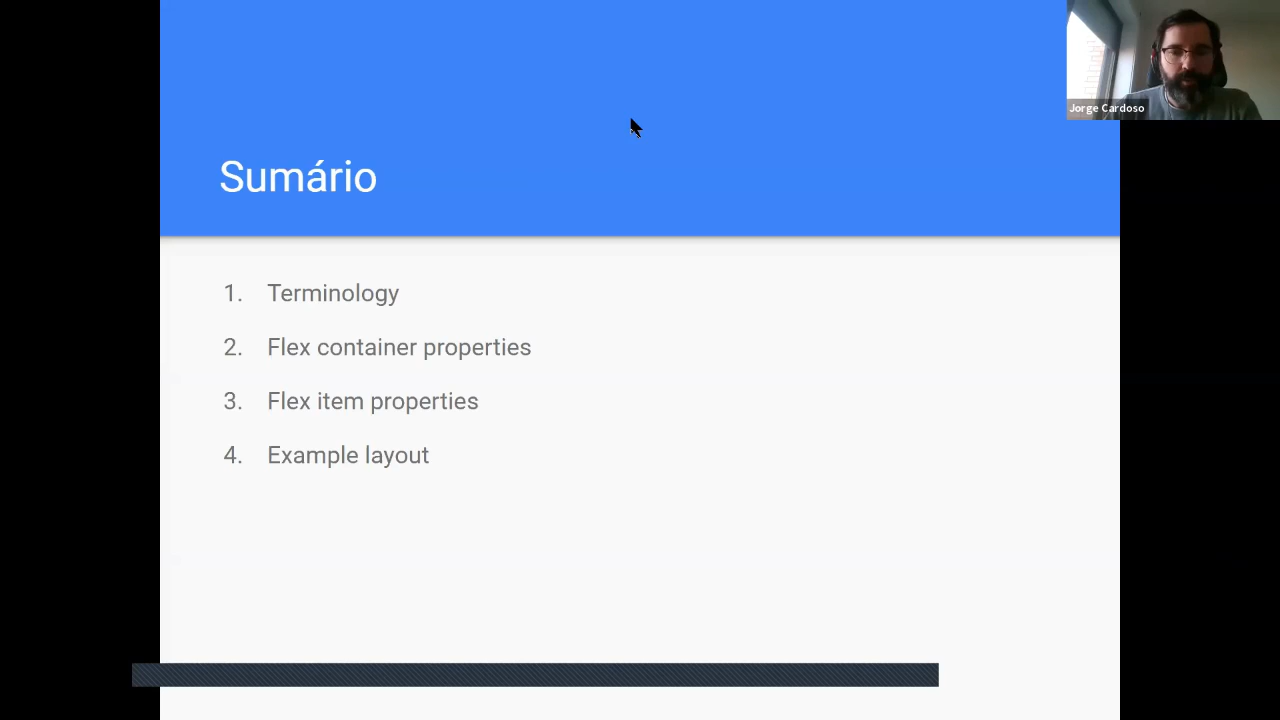 Jorge Cardoso
Sumário
1. Terminology
2. Flex container properties
3. Flex item properties
4. Example layout